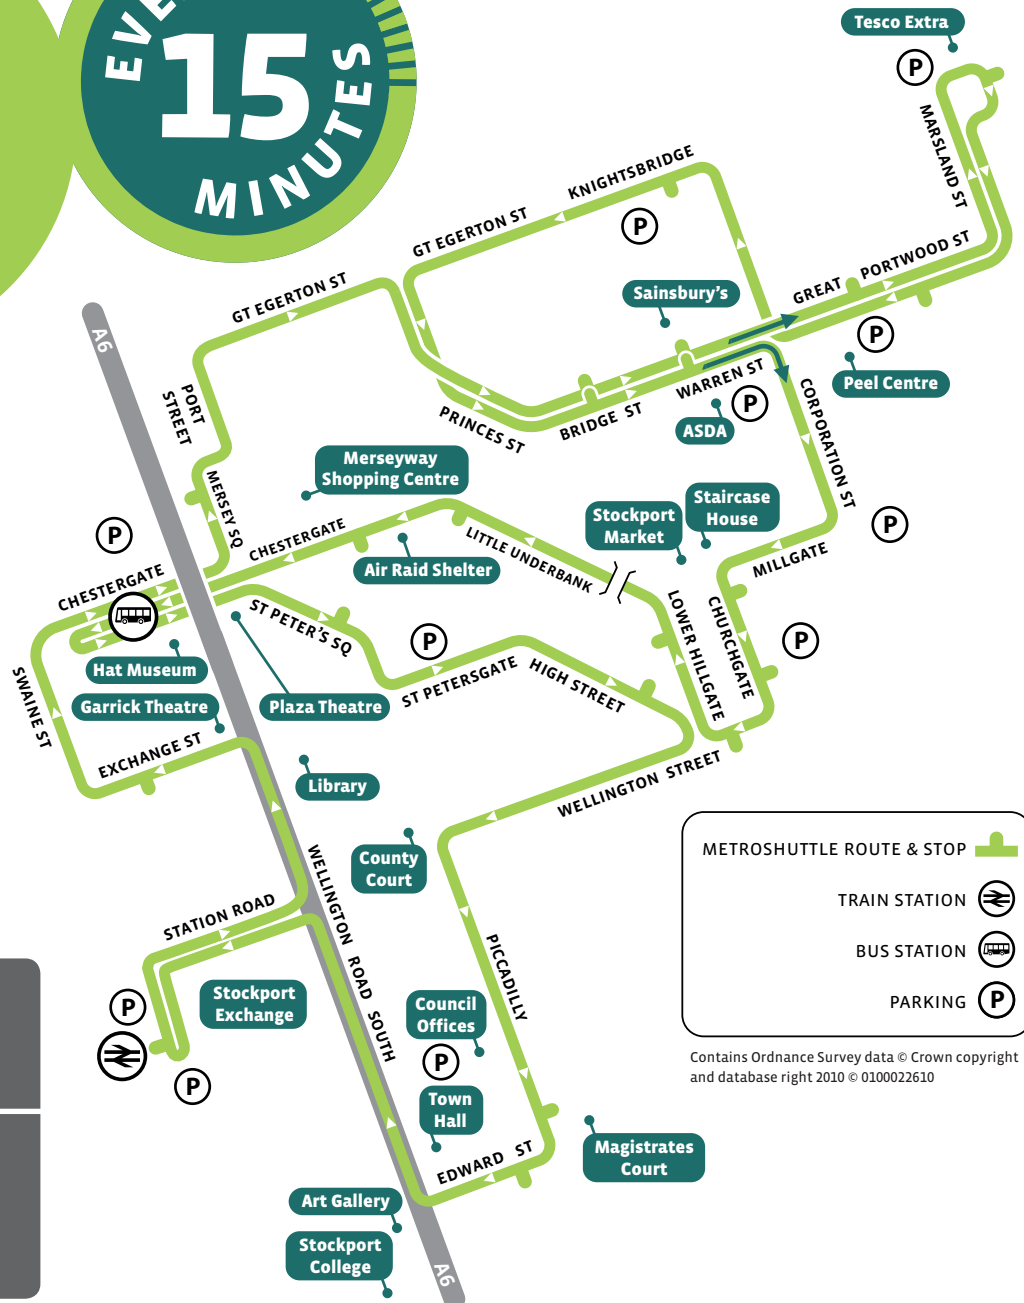 EVE
15
MINUTES
Tesco Extra
P
MARSLAND ST
KNIGHTSBRIDGE
GT EGERTON ST
P
GREAT PORTWOOD ST
Sainsbury's
GT EGERTON ST
A6
P
Peel Centre
PORT
STREET
WARREN ST
P
ASDA
CORPORATION ST
PRINCES ST
BRIDGE ST
Merseyway
Shopping Centre
MERSEY SQ
Staircase
House
Stockport
Market
P
P
CHESTERGATE
LITTLE UNDERBANK
Air Raid Shelter
MILLGATE
CHESTERGATE
ST PETER'S SQ
LOWER HILLGATE
CHURCHGATE
P
P
Hat Museum
ST PETERSGATE
HIGH STREET
SWAINE ST
Garrick Theatre
Plaza Theatre
EXCHANGE ST
Library
WELLINGTON STREET
County
Court
METROSHUTTLE ROUTE & STOP
TRAIN STATION
BUS STATION
PARKING P
WELLINGTON ROAD SOUTH
STATION ROAD
PICCADILLY
Stockport
Exchange
P
Council
Offices
P
P
Contains Ordnance Survey data © Crown copyright
and database right 2010 © 0100022610
Town
Hall
Magistrates
Court
EDWARD ST
Art Gallery
Stockport
College
A6